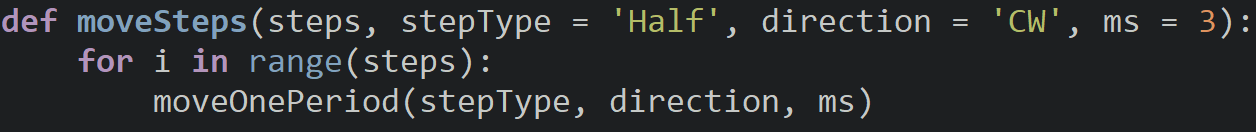 def moveSteps(steps, stepType = 'Half', direction = 'CW', ms = 3):
    for i in range(steps):
        moveOnePeriod(stepType, direction, ms)